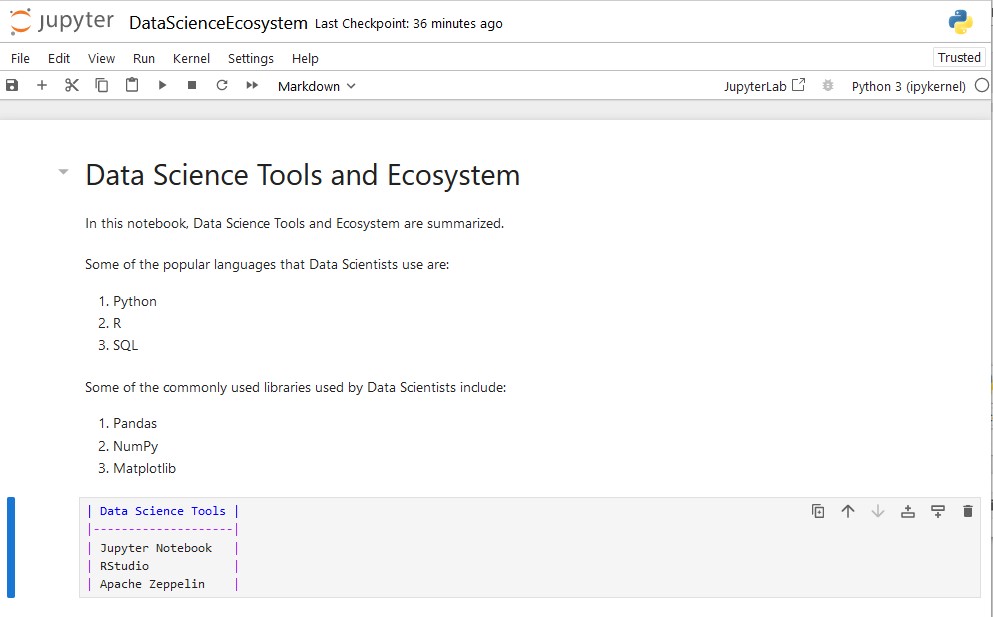 jupyter DataScienceEcosystem Last Checkpoint: 36 minutes ago
File Edit View Run Kernel Settings Help Trusted
Markdown JupyterLab Python 3 (ipykernel)
Data Science Tools and Ecosystem
In this notebook, Data Science Tools and Ecosystem are summarized.
Some of the popular languages that Data Scientists use are:
1. Python
2. R
3. SQL
Some of the commonly used libraries used by Data Scientists include:
1. Pandas
2. NumPy
3. Matplotlib
| Data Science Tools |
|--------------------|
| Jupyter Notebook   |
| RStudio            |
| Apache Zeppelin    |